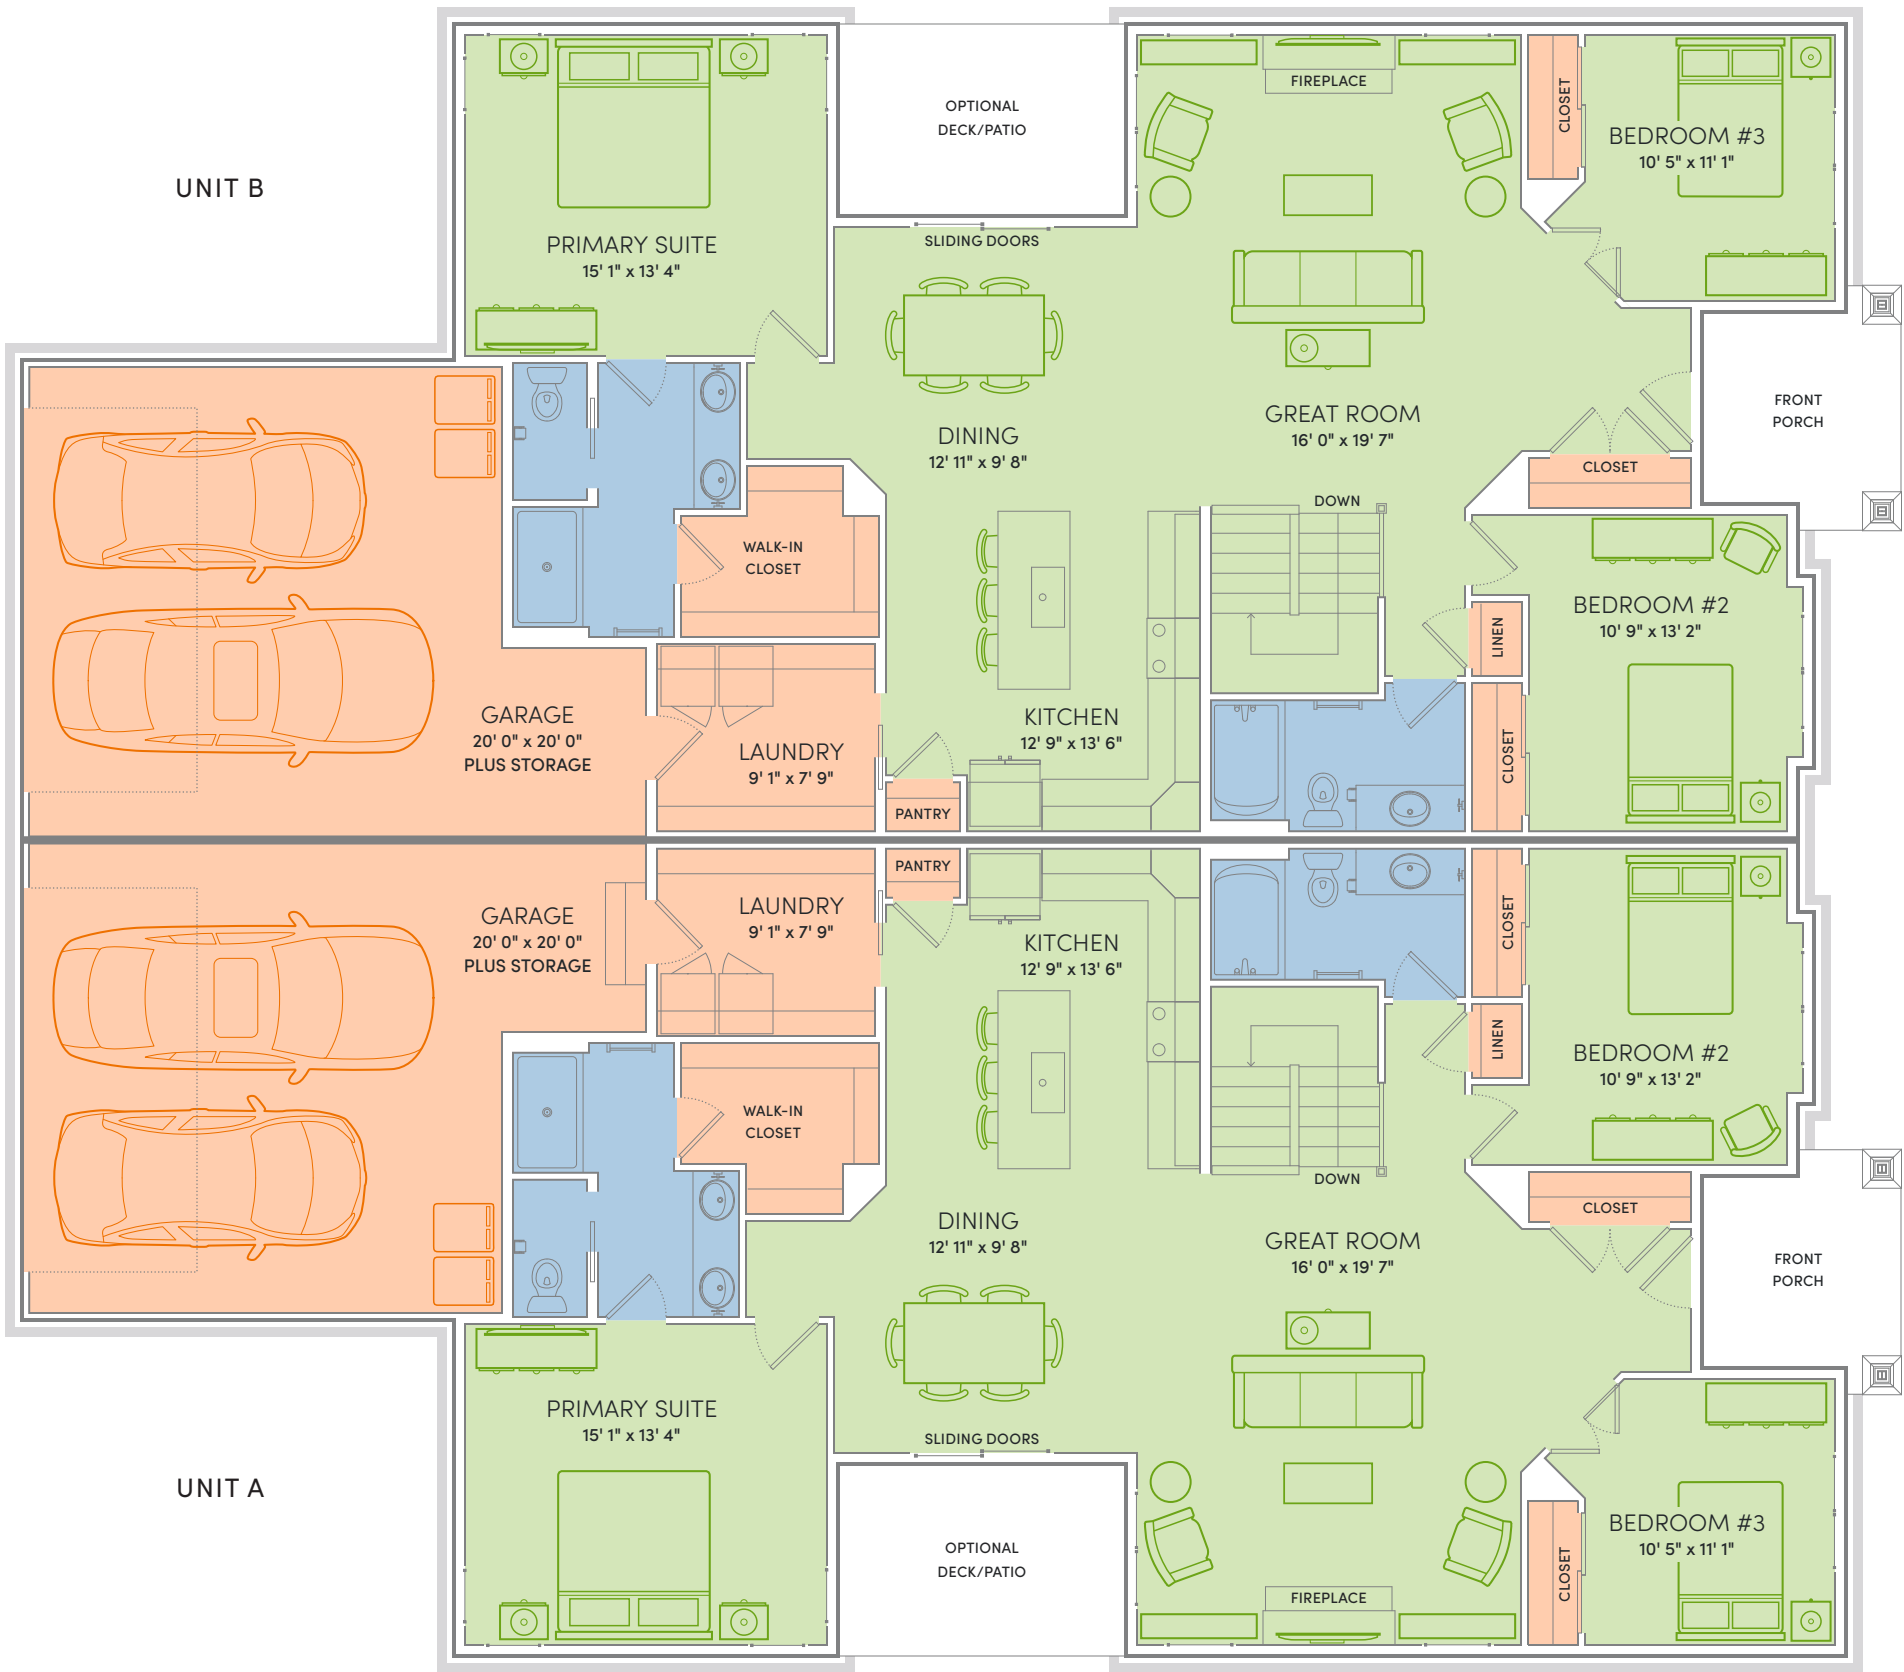 OPTIONAL
DECK/PATIO
FIREPLACE
CLOSET
BEDROOM #3
10' 5" x 11' 1"
UNIT B
PRIMARY SUITE
15' 1" x 13' 4"
SLIDING DOORS
DINING
12' 11" x 9' 8"
GREAT ROOM
16' 0" x 19' 7"
FRONT
PORCH
CLOSET
DOWN
WALK-IN
CLOSET
BEDROOM #2
10' 9" x 13' 2"
LINEN
GARAGE
20' 0" x 20' 0"
PLUS STORAGE
LAUNDRY
9' 1" x 7' 9"
KITCHEN
12' 9" x 13' 6"
CLOSET
PANTRY
PANTRY
GARAGE
20' 0" x 20' 0"
PLUS STORAGE
LAUNDRY
9' 1" x 7' 9"
KITCHEN
12' 9" x 13' 6"
CLOSET
LINEN
BEDROOM #2
10' 9" x 13' 2"
WALK-IN
CLOSET
DOWN
CLOSET
DINING
12' 11" x 9' 8"
GREAT ROOM
16' 0" x 19' 7"
FRONT
PORCH
PRIMARY SUITE
15' 1" x 13' 4"
SLIDING DOORS
UNIT A
OPTIONAL
DECK/PATIO
FIREPLACE
CLOSET
BEDROOM #3
10' 5" x 11' 1"